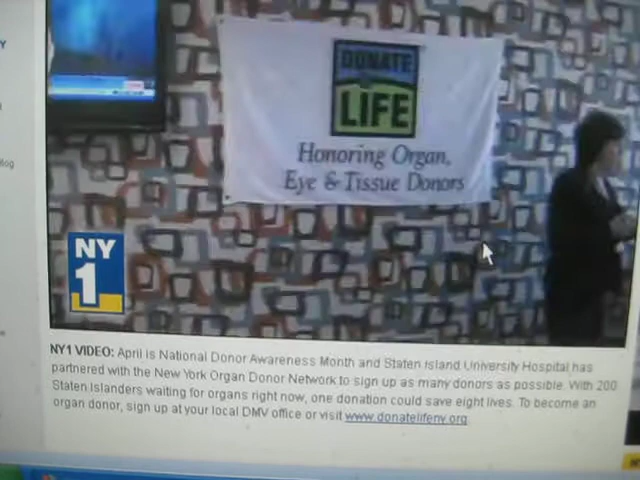 DONATE
LIFE
Honoring Organ,
Eye & Tissue Donors
NY
1
Y
log
NY1 VIDEO: April is National Donor Awareness Month and Staten Island University Hospital has
partnered with the New York Organ Donor Network to sign up as many donors as possible. With 200
Staten Islanders waiting for organs right now, one donation could save eight lives. To become an
organ donor, sign up at your local DMV office or visit www.donatelifeny.org